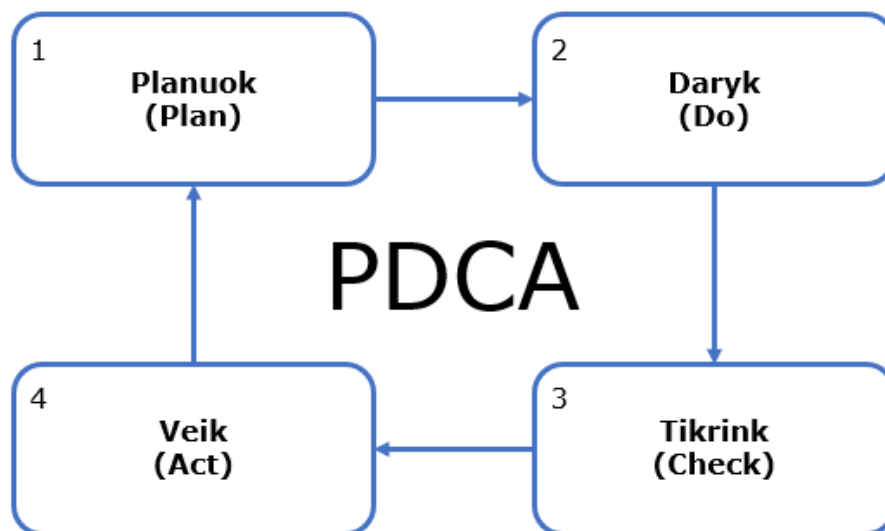 1
Planuok
(Plan)
2
Daryk
(Do)
PDCA
4
Veik
(Act)
3
Tikrink
(Check)